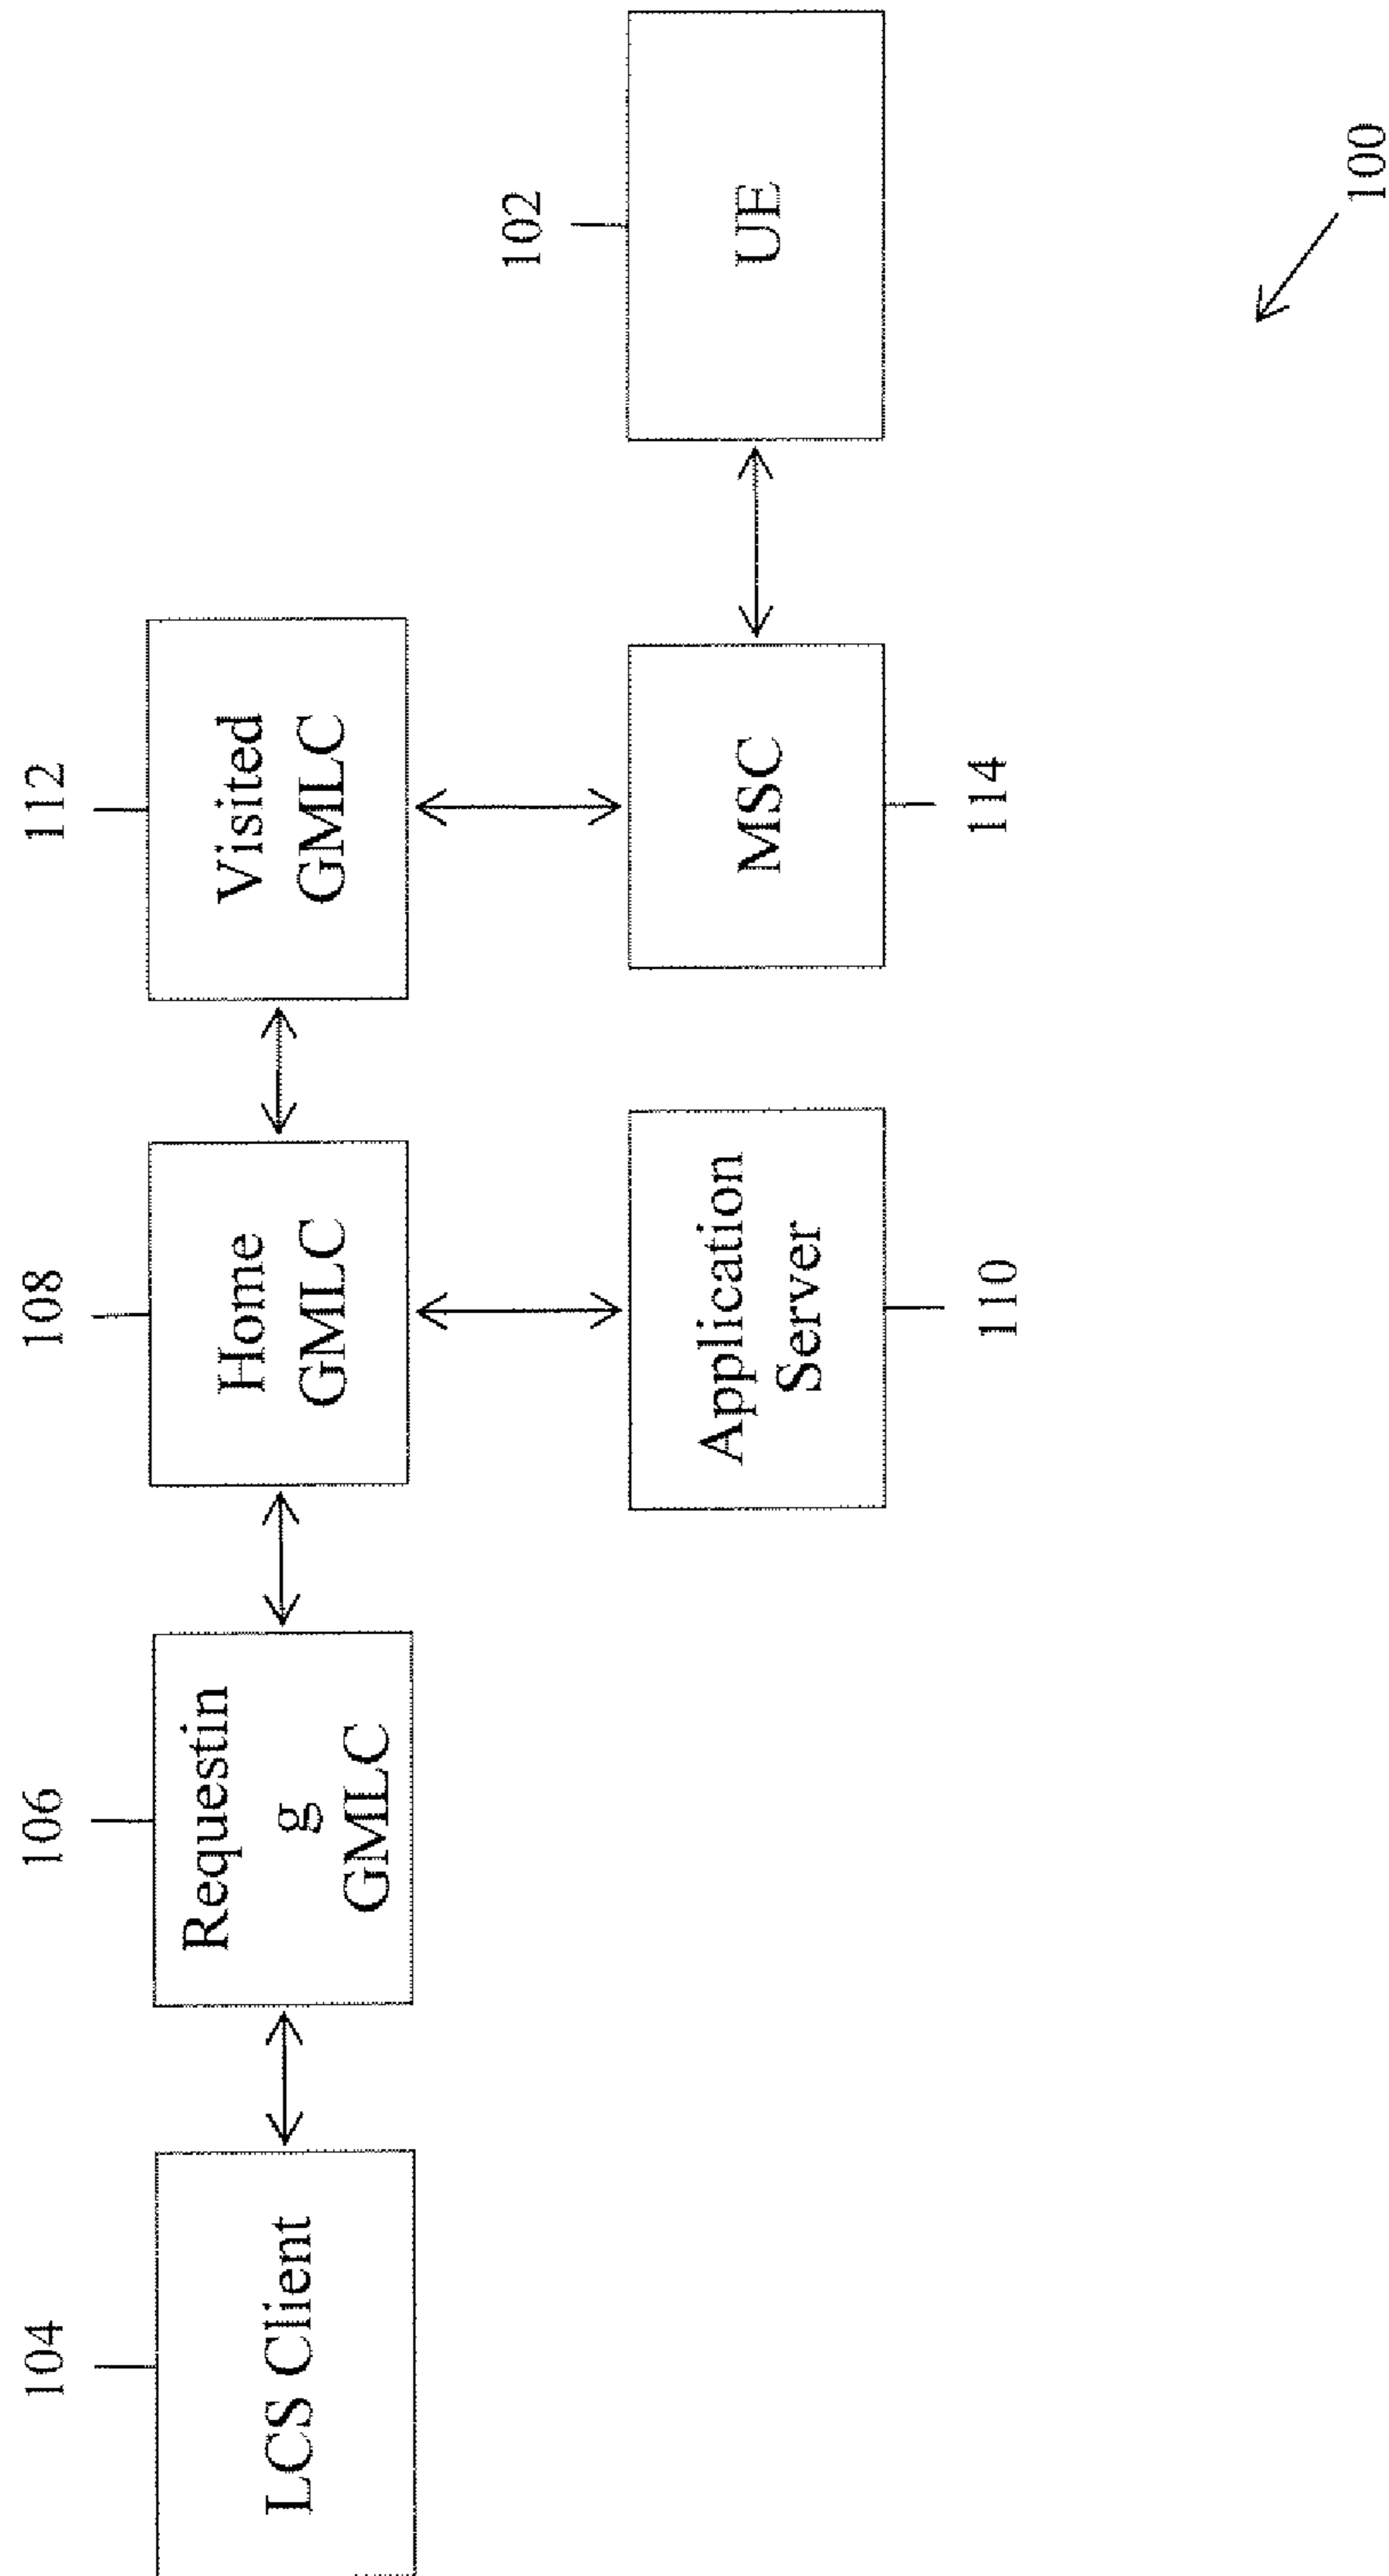 104
106
108
112
LCS Client
Requestin
g
GMLC
Home
GMLC
Visited
GMLC
102
Application
Server
MSC
UE
110
114
100